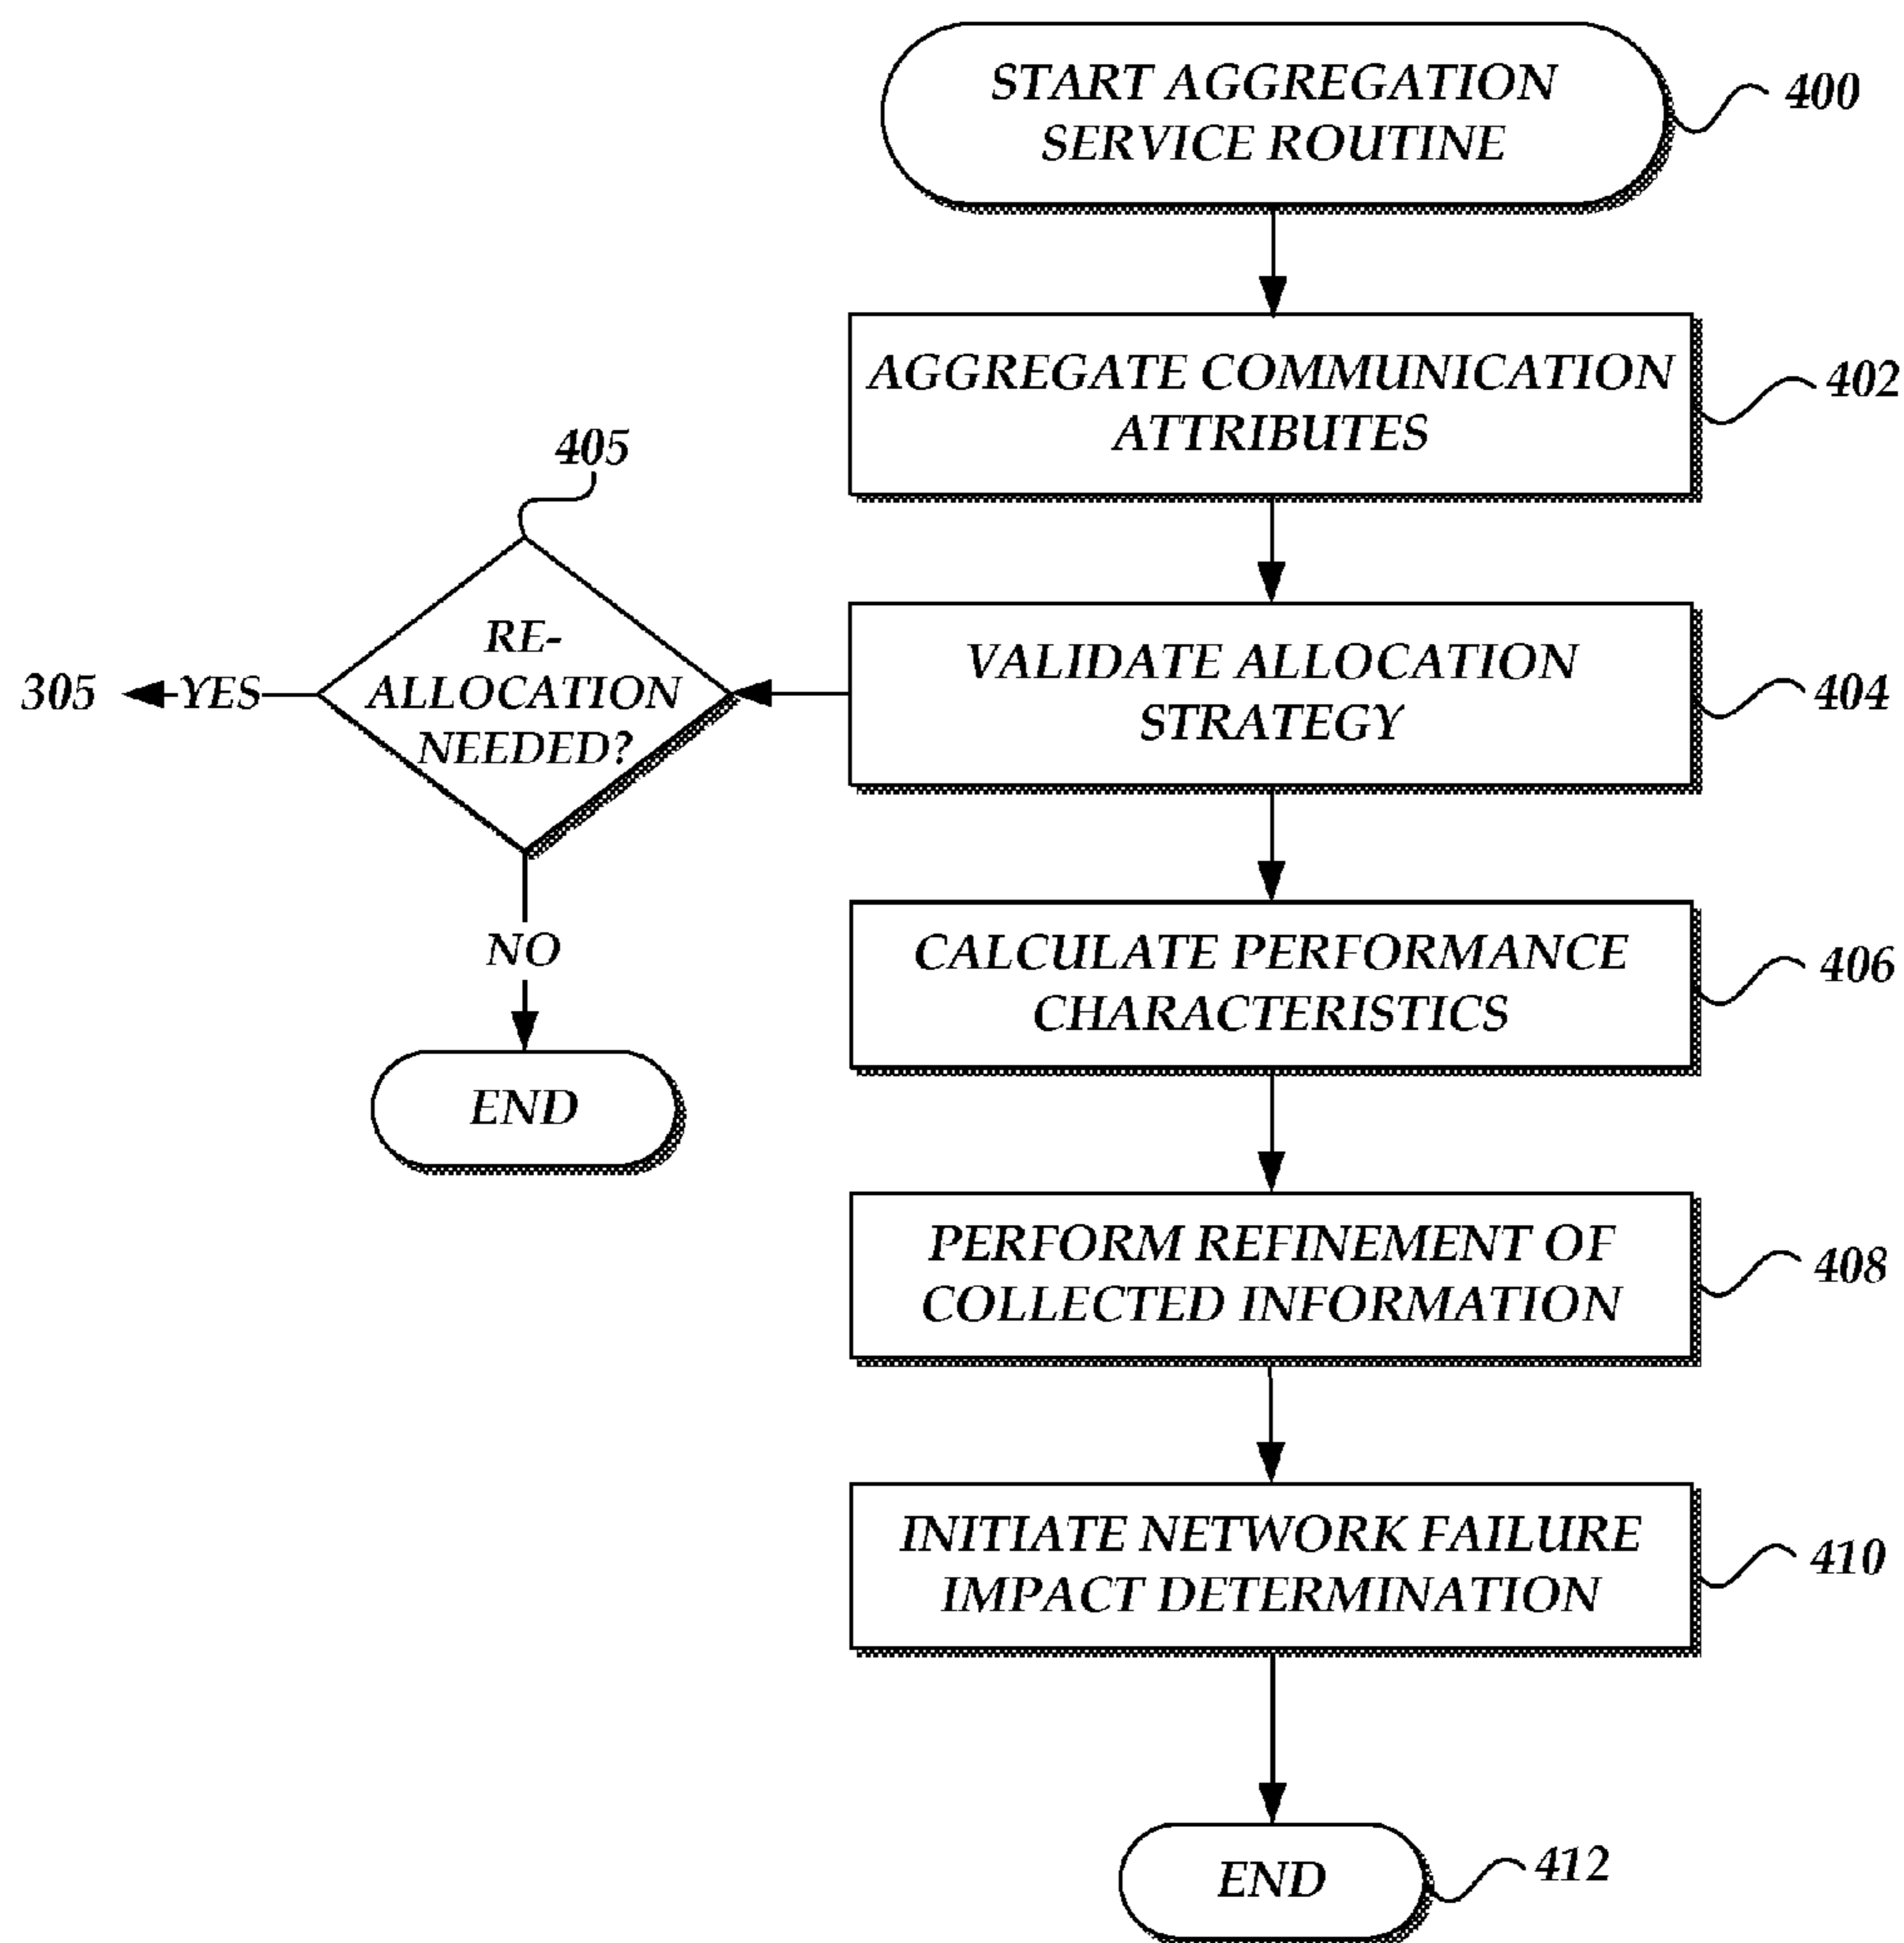 START AGGREGATION
SERVICE ROUTINE
400
AGGREGATE COMMUNICATION
ATTRIBUTES
402
405
RE-
ALLOCATION
NEEDED?
305
YES
NO
END
VALIDATE ALLOCATION
STRATEGY
404
CALCULATE PERFORMANCE
CHARACTERISTICS
406
PERFORM REFINEMENT OF
COLLECTED INFORMATION
408
INITIATE NETWORK FAILURE
IMPACT DETERMINATION
410
END
412